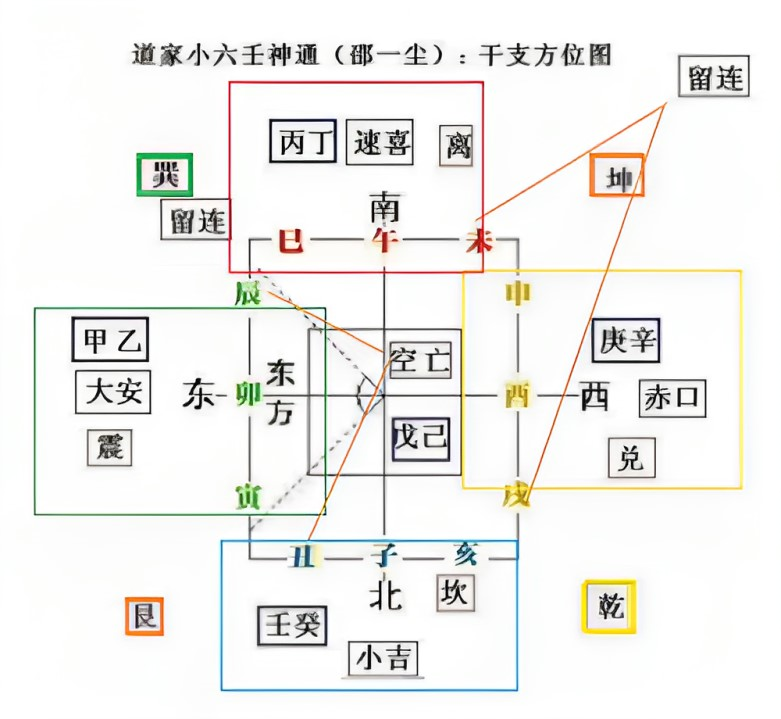 道家小六壬神通（邵一尘）：干支方位图
留连
丙丁 速喜 离
巽
坤
留连
南
巳 午 未
辰
申
甲乙
庚辛
空亡
东方
大安
东
卯
酉
西
赤口
戊己
震
兑
寅
戌
丑 子 亥
北
坎
壬癸
艮
乾
小吉